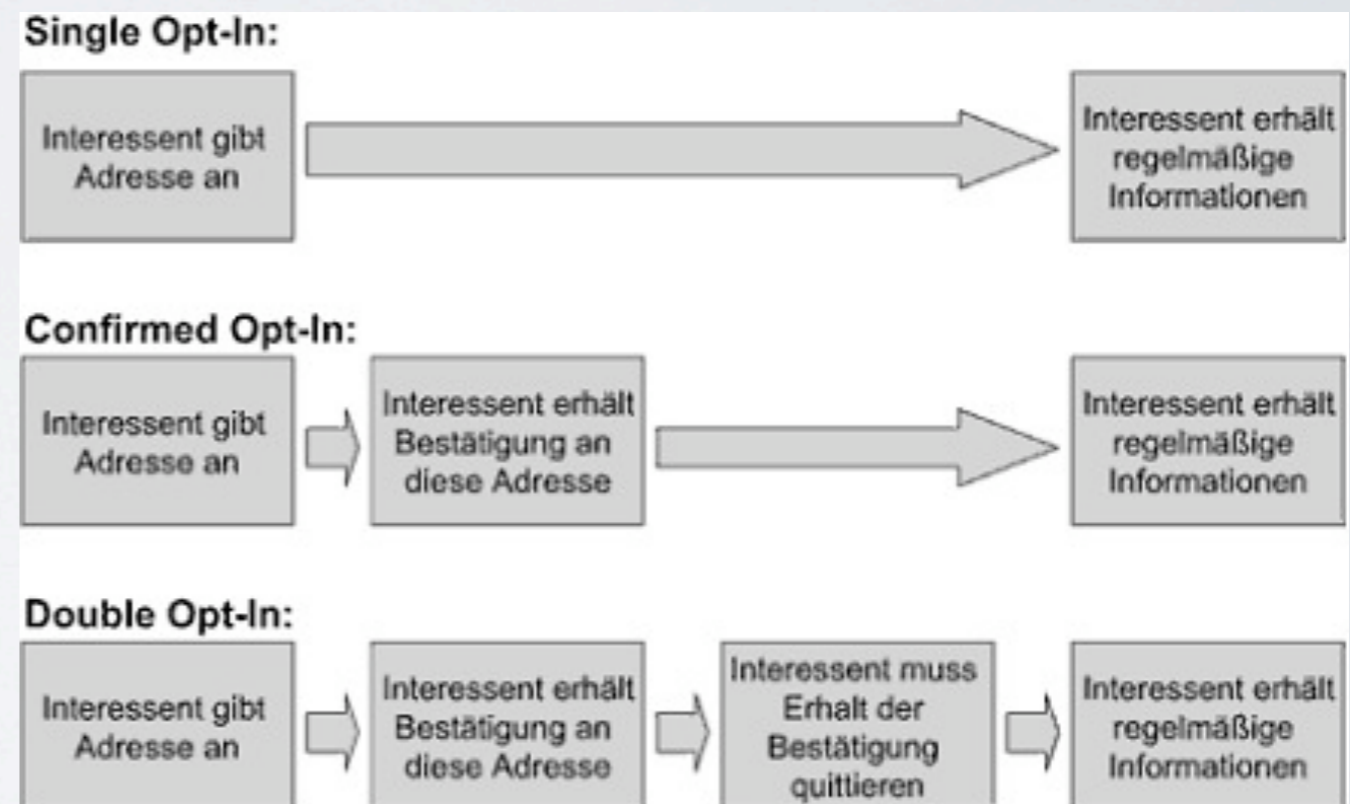 Single Opt-In:
Interessent gibt
Adresse an
Interessent erhält
regelmäßige
Informationen
Confirmed Opt-In:
Interessent gibt
Adresse an
Interessent erhält
Bestätigung an
diese Adresse
Interessent erhält
regelmäßige
Informationen
Double Opt-In:
Interessent gibt
Adresse an
Interessent erhält
Bestätigung an
diese Adresse
Interessent muss
Erhalt der
Bestätigung
quittieren
Interessent erhält
regelmäßige
Informationen